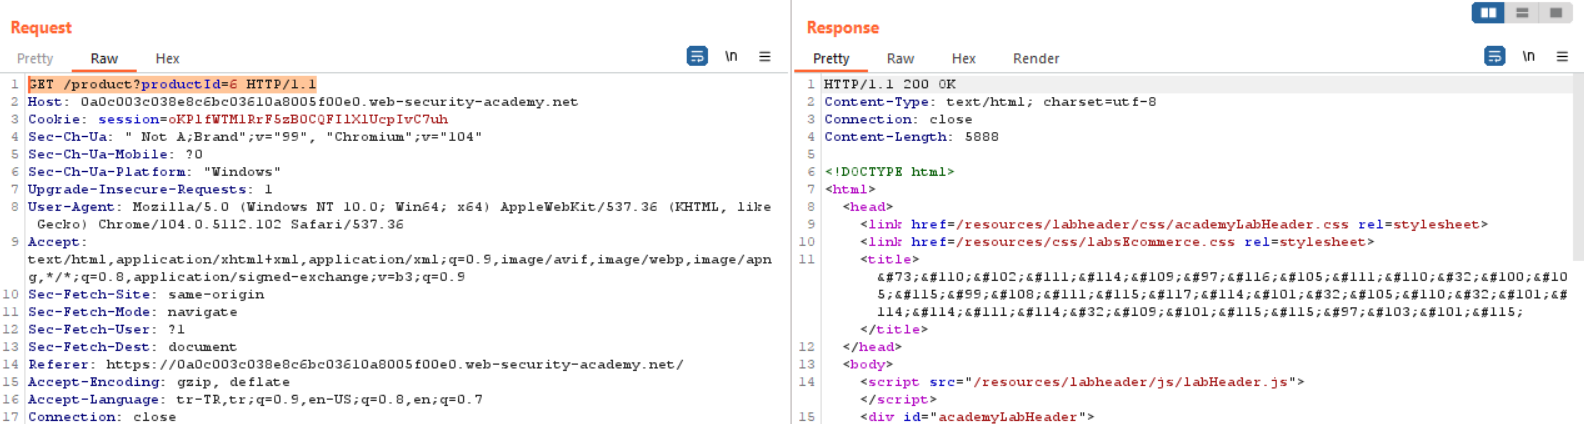 Request
Pretty Raw Hex \n
1 GET /product?productId=6 HTTP/1.1
2 Host: 0a0c003c038e8c6bc03610a8005f00e0.web-security-academy.net
3 Cookie: session=oKPlfWTMlRrF5zB0CQFIlXlUcpIvC7uh
4 Sec-Ch-Ua: " Not A;Brand";v="99", "Chromium";v="104"
5 Sec-Ch-Ua-Mobile: ?0
6 Sec-Ch-Ua-Platform: "Windows"
7 Upgrade-Insecure-Requests: 1
8 User-Agent: Mozilla/5.0 (Windows NT 10.0; Win64; x64) AppleWebKit/537.36 (KHTML, like
Gecko) Chrome/104.0.5112.102 Safari/537.36
9 Accept:
text/html,application/xhtml+xml,application/xml;q=0.9,image/avif,image/webp,image/apn
g,*/*;q=0.8,application/signed-exchange;v=b3;q=0.9
10 Sec-Fetch-Site: same-origin
11 Sec-Fetch-Mode: navigate
12 Sec-Fetch-User: ?1
13 Sec-Fetch-Dest: document
14 Referer: https://0a0c003c038e8c6bc03610a8005f00e0.web-security-academy.net/
15 Accept-Encoding: gzip, deflate
16 Accept-Language: tr-TR,tr;q=0.9,en-US;q=0.8,en;q=0.7
17 Connection: close
Response
Pretty Raw Hex Render \n
1 HTTP/1.1 200 OK
2 Content-Type: text/html; charset=utf-8
3 Connection: close
4 Content-Length: 5888
5
6 <!DOCTYPE html>
7 <html>
8 <head>
9 <link href=/resources/labheader/css/academyLabHeader.css rel=stylesheet>
10 <link href=/resources/css/labsEcommerce.css rel=stylesheet>
11 <title>
&#73;&#110;&#102;&#111;&#114;&#109;&#97;&#116;&#105;&#111;&#110;&#32;&#100;&#10
5;&#115;&#99;&#108;&#111;&#115;&#117;&#114;&#101;&#32;&#105;&#110;&#32;&#101;&#
114;&#114;&#111;&#114;&#32;&#109;&#101;&#115;&#115;&#97;&#103;&#101;&#115;
</title>
12 </head>
13 <body>
14 <script src="/resources/labheader/js/labHeader.js">
</script>
15 <div id="academyLabHeader">